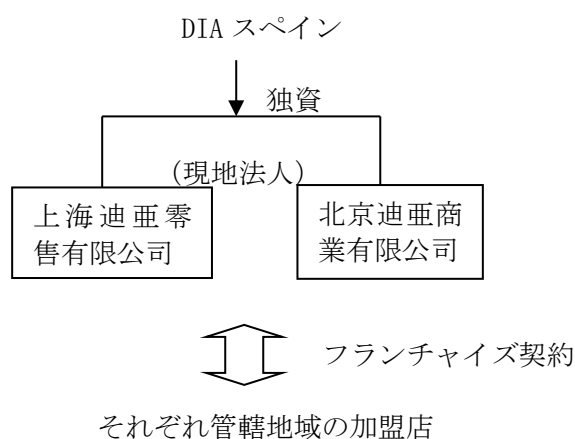 DIA スペイン
独資
(現地法人)
上海迪亜零
售有限公司
北京迪亜商
業有限公司
フランチャイズ契約
それぞれ管轄地域の加盟店